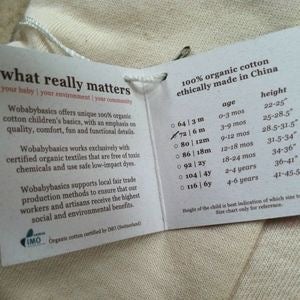 what really matters
your baby | your environment | your community
Wobabybasics offers unique 100% organic
cotton children's basics, with an emphasis on
quality, comfort, fun and functional details.
Wobabybasics works exclusively with
certified organic textiles that are free of toxic
chemicals and use safe low-impact dyes.
Wobabybasics supports local fair trade
production methods to ensure that our
workers and artisans receive the highest
social and environmental benefits.
IMO
Organic cotton certified by IMO (Switzerland)
100% organic cotton
ethically made in China
age height
64 | 3 m 0-3 mos 22-25"
72 | 6 m 3-9 mos 25-28.5"
80 | 12m 9-12 mos 28.5-31.5"
86 | 18m 12-18 mos 31.5-34"
92 | 2y 18-24 mos 34-36"
104 | 4y 2-4 years 36-41"
116 | 6y 4-6 years 41-45.5
Height of the child is best indication of which size to
Size chart only for reference.